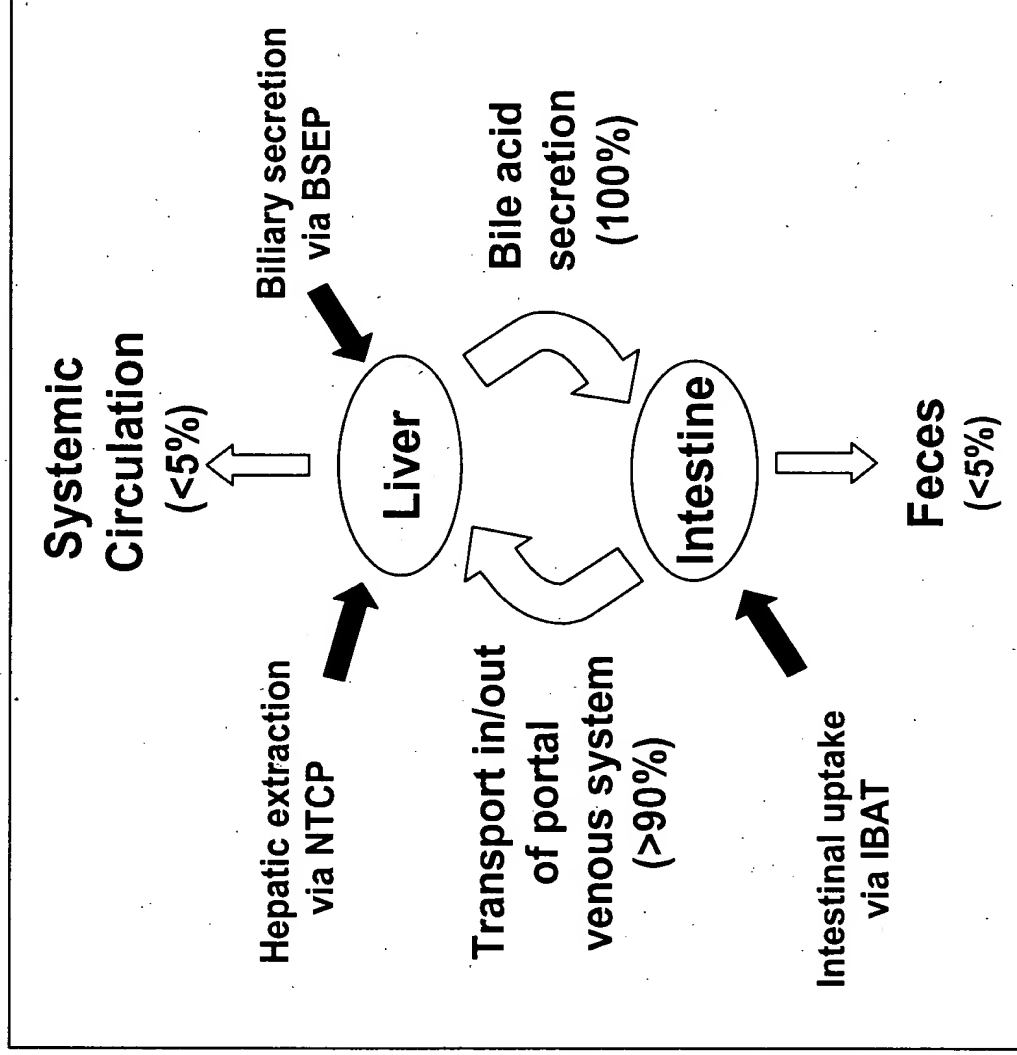 Systemic
Circulation
(<5%)
Hepatic extraction
via NTCP
Biliary secretion
via BSEP
Liver
Transport in/out
of portal
venous system
(>90%)
Bile acid
secretion
(100%)
Intestine
Intestinal uptake
via IBAT
Feces
(<5%)